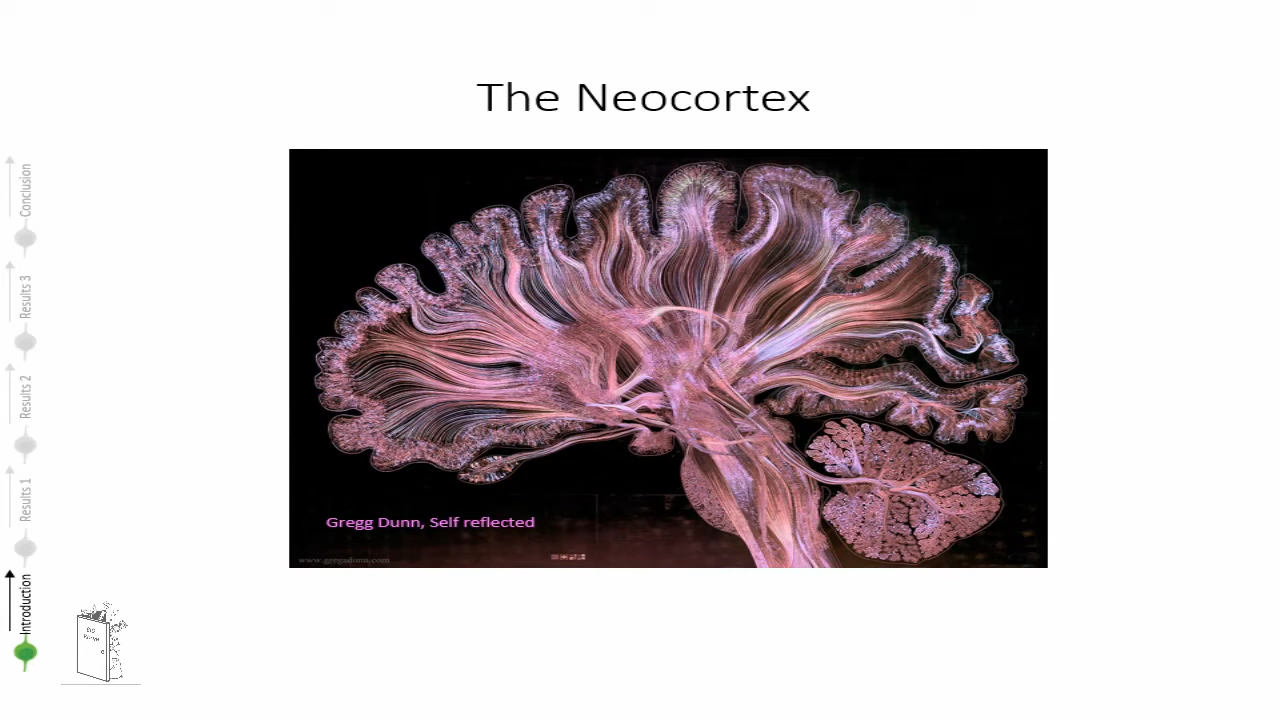 The Neocortex
Conclusion
Results 3
Results 2
Results 1
Introduction
Gregg Dunn, Self reflected
www.gregadunn.com